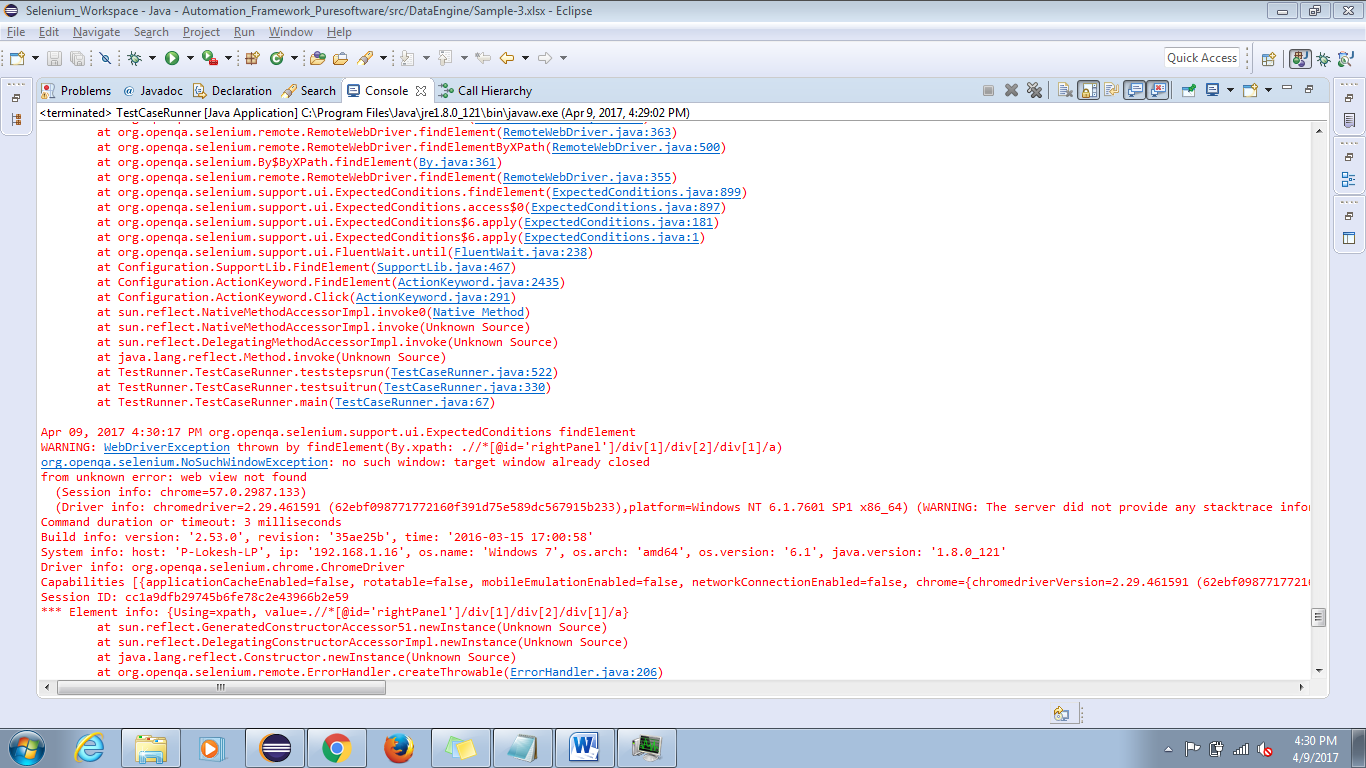 Selenium_Workspace - Java - Automation_Framework_Puresoftware/src/DataEngine/Sample-3.xlsx - Eclipse
File Edit Navigate Search Project Run Window Help
Quick Access
Problems @ Javadoc Declaration Search Console Call Hierarchy
<terminated> TestCaseRunner [Java Application] C:\Program Files\Java\jre1.8.0_121\bin\javaw.exe (Apr 9, 2017, 4:29:02 PM)
at org.openqa.selenium.remote.RemoteWebDriver.findElement(RemoteWebDriver.java:363)
at org.openqa.selenium.remote.RemoteWebDriver.findElementByXPath(RemoteWebDriver.java:500)
at org.openqa.selenium.By$ByXPath.findElement(By.java:361)
at org.openqa.selenium.remote.RemoteWebDriver.findElement(RemoteWebDriver.java:355)
at org.openqa.selenium.support.ui.ExpectedConditions.findElement(ExpectedConditions.java:899)
at org.openqa.selenium.support.ui.ExpectedConditions.access$0(ExpectedConditions.java:897)
at org.openqa.selenium.support.ui.ExpectedConditions$6.apply(ExpectedConditions.java:181)
at org.openqa.selenium.support.ui.ExpectedConditions$6.apply(ExpectedConditions.java:1)
at org.openqa.selenium.support.ui.FluentWait.until(FluentWait.java:238)
at Configuration.SupportLib.FindElement(SupportLib.java:467)
at Configuration.ActionKeyword.FindElement(ActionKeyword.java:2435)
at Configuration.ActionKeyword.Click(ActionKeyword.java:291)
at sun.reflect.NativeMethodAccessorImpl.invoke0(Native Method)
at sun.reflect.NativeMethodAccessorImpl.invoke(Unknown Source)
at sun.reflect.DelegatingMethodAccessorImpl.invoke(Unknown Source)
at java.lang.reflect.Method.invoke(Unknown Source)
at TestRunner.TestCaseRunner.teststepsrun(TestCaseRunner.java:522)
at TestRunner.TestCaseRunner.testsuitrun(TestCaseRunner.java:330)
at TestRunner.TestCaseRunner.main(TestCaseRunner.java:67)
Apr 09, 2017 4:30:17 PM org.openqa.selenium.support.ui.ExpectedConditions findElement
WARNING: WebDriverException thrown by findElement(By.xpath: .//*[@id='rightPanel']/div[1]/div[2]/div[1]/a)
org.openqa.selenium.NoSuchWindowException: no such window: target window already closed
from unknown error: web view not found
(Session info: chrome=57.0.2987.133)
(Driver info: chromedriver=2.29.461591 (62ebf098771772160f391d75e589dc567915b233),platform=Windows NT 6.1.7601 SP1 x86_64) (WARNING: The server did not provide any stacktrace infor
Command duration or timeout: 3 milliseconds
Build info: version: '2.53.0', revision: '35ae25b', time: '2016-03-15 17:00:58'
System info: host: 'P-Lokesh-LP', ip: '192.168.1.16', os.name: 'Windows 7', os.arch: 'amd64', os.version: '6.1', java.version: '1.8.0_121'
Driver info: org.openqa.selenium.chrome.ChromeDriver
Capabilities [{applicationCacheEnabled=false, rotatable=false, mobileEmulationEnabled=false, networkConnectionEnabled=false, chrome={chromedriverVersion=2.29.461591 (62ebf09877177216
Session ID: cc1a9dfb29745b6fe78c2e43966b2e59
*** Element info: {Using=xpath, value=.//*[@id='rightPanel']/div[1]/div[2]/div[1]/a}
at sun.reflect.GeneratedConstructorAccessor51.newInstance(Unknown Source)
at sun.reflect.DelegatingConstructorAccessorImpl.newInstance(Unknown Source)
at java.lang.reflect.Constructor.newInstance(Unknown Source)
at org.openqa.selenium.remote.ErrorHandler.createThrowable(ErrorHandler.java:206)
4:30 PM
4/9/2017